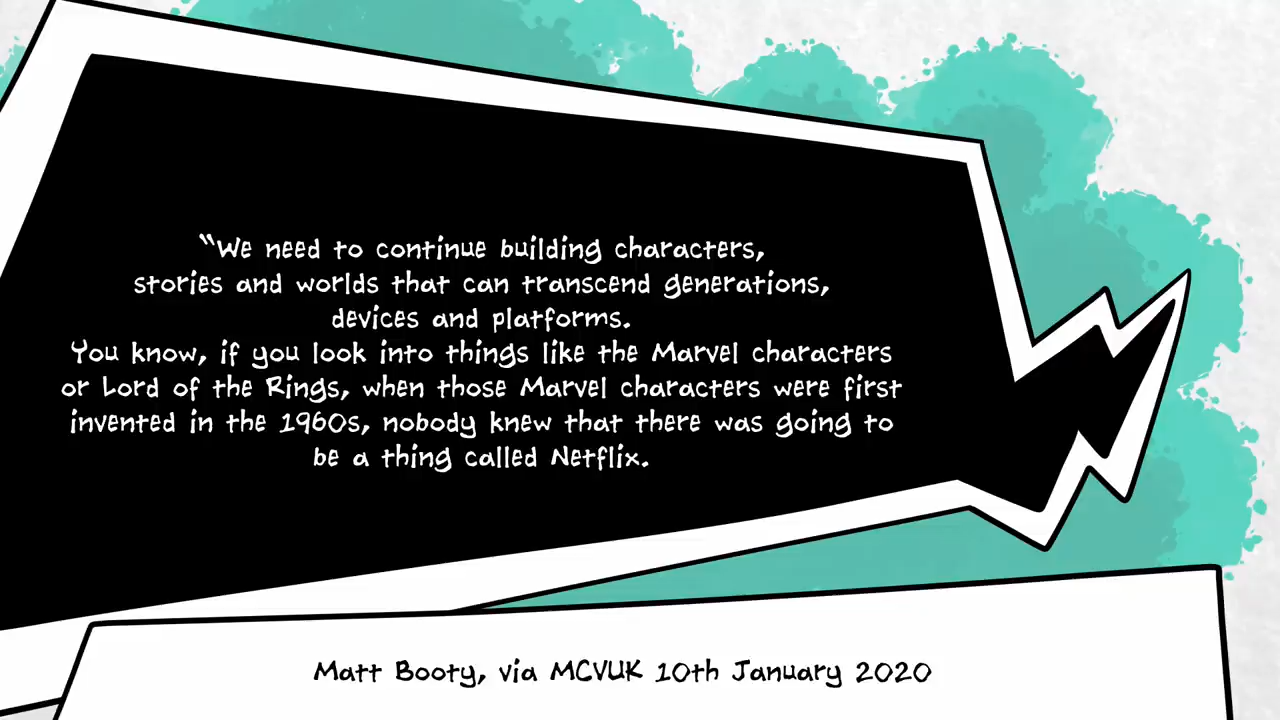 “We need to continue building characters,
stories and worlds that can transcend generations,
devices and platforms.
You know, if you look into things like the Marvel characters
or Lord of the Rings, when those Marvel characters were first
invented in the 1960s, nobody knew that there was going to
be a thing called Netflix.
Matt Booty, via MCVUK 10th January 2020